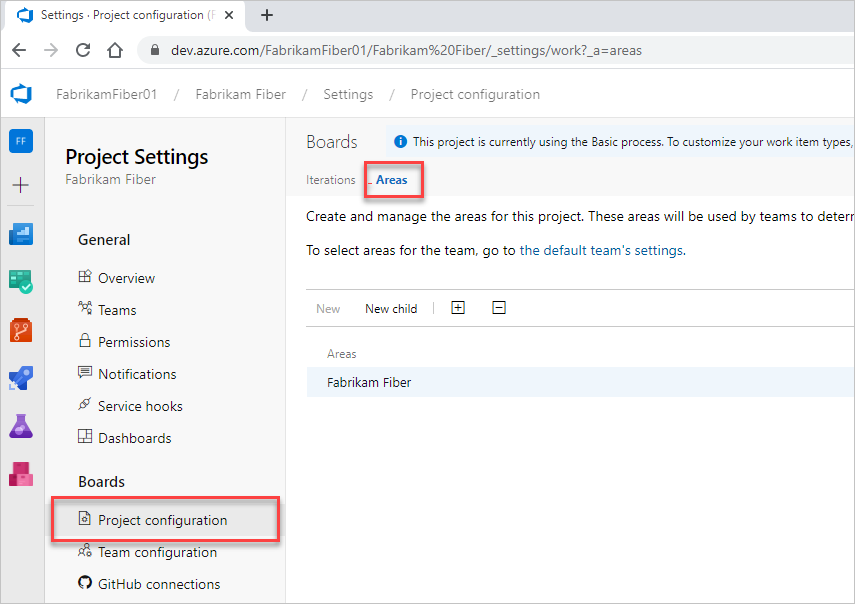 Settings · Project configuration (F
dev.azure.com/FabrikamFiber01/Fabrikam%20Fiber/_settings/work?_a=areas
FabrikamFiber01 / Fabrikam Fiber / Settings / Project configuration
FF
Project Settings
Fabrikam Fiber
General
Overview
Teams
Permissions
Notifications
Service hooks
Dashboards
Boards
Project configuration
Team configuration
GitHub connections
Boards
This project is currently using the Basic process. To customize your work item types,
Iterations Areas
Create and manage the areas for this project. These areas will be used by teams to deter
To select areas for the team, go to the default team's settings.
New New child
Areas
Fabrikam Fiber